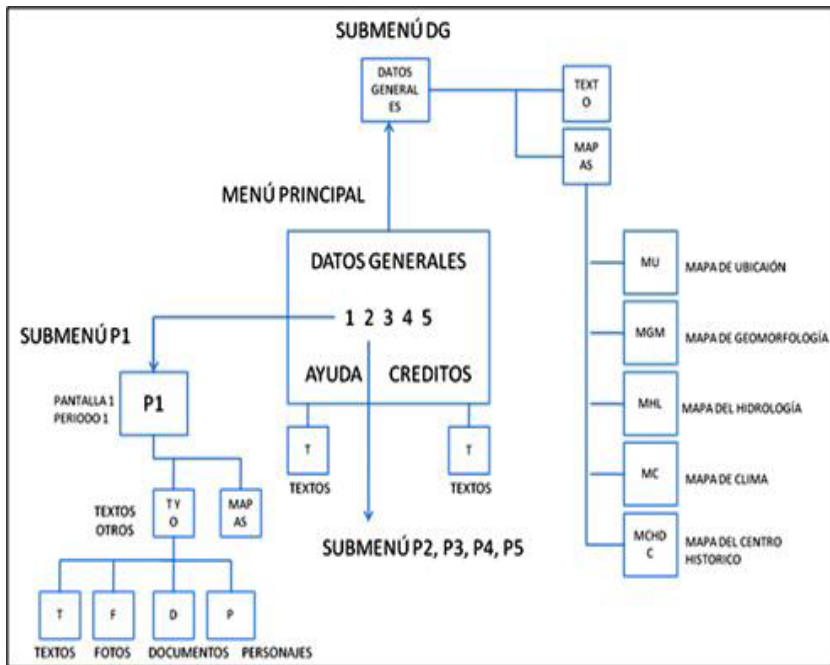 SUBMENÚ DG
DATOS
GENERAL
ES
TEXT
O
MAP
AS
MENÚ PRINCIPAL
DATOS GENERALES
1 2 3 4 5
AYUDA
CREDITOS
T
TEXTOS
T
TEXTOS
MU
MAPA DE UBICAIÓN
MGM
MAPA DE GEOMORFOLOGÍA
MHL
MAPA DEL HIDROLOGÍA
MC
MAPA DE CLIMA
MCHD
C
MAPA DEL CENTRO
HISTORICO
SUBMENÚ P1
PANTALLA 1
PERIODO 1
P1
TEXTOS
OTROS
T Y
O
MAP
AS
SUBMENÚ P2, P3, P4, P5
T
F
D
P
TEXTOS
FOTOS
DOCUMENTOS
PERSONAJES